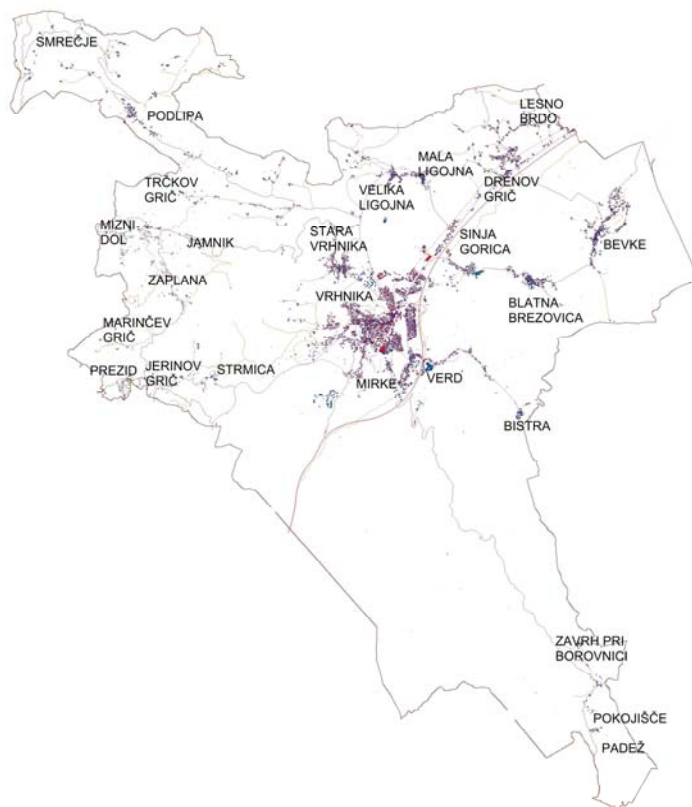 SMREČJE
PODLIPA
LESNO
BRDO
MALA
LIGOJNA
TRČKOV
GRIČ
VELIKA
LIGOJNA
DRENOV
GRIČ
MIZNI
DOL
JAMNIK
STARA
VRHNIKA
SINJA
GORICA
BEVKE
ZAPLANA
VRHNIKA
BLATNA
BREZOVICA
MARINČEV
GRIČ
PREZID
JERINOV
GRIČ
STRMICA
MIRKE
VERD
BISTRA
ZAVRH PRI
BOROVNICI
POKOJIŠČE
PADEŽ